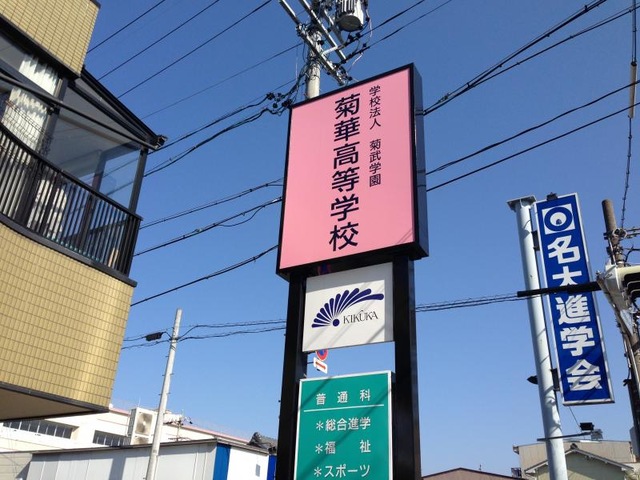 学校法人 菊武学園
菊華高等学校
KIKUKA
普通科
*総合進学
*福祉
*スポーツ
名大進学会